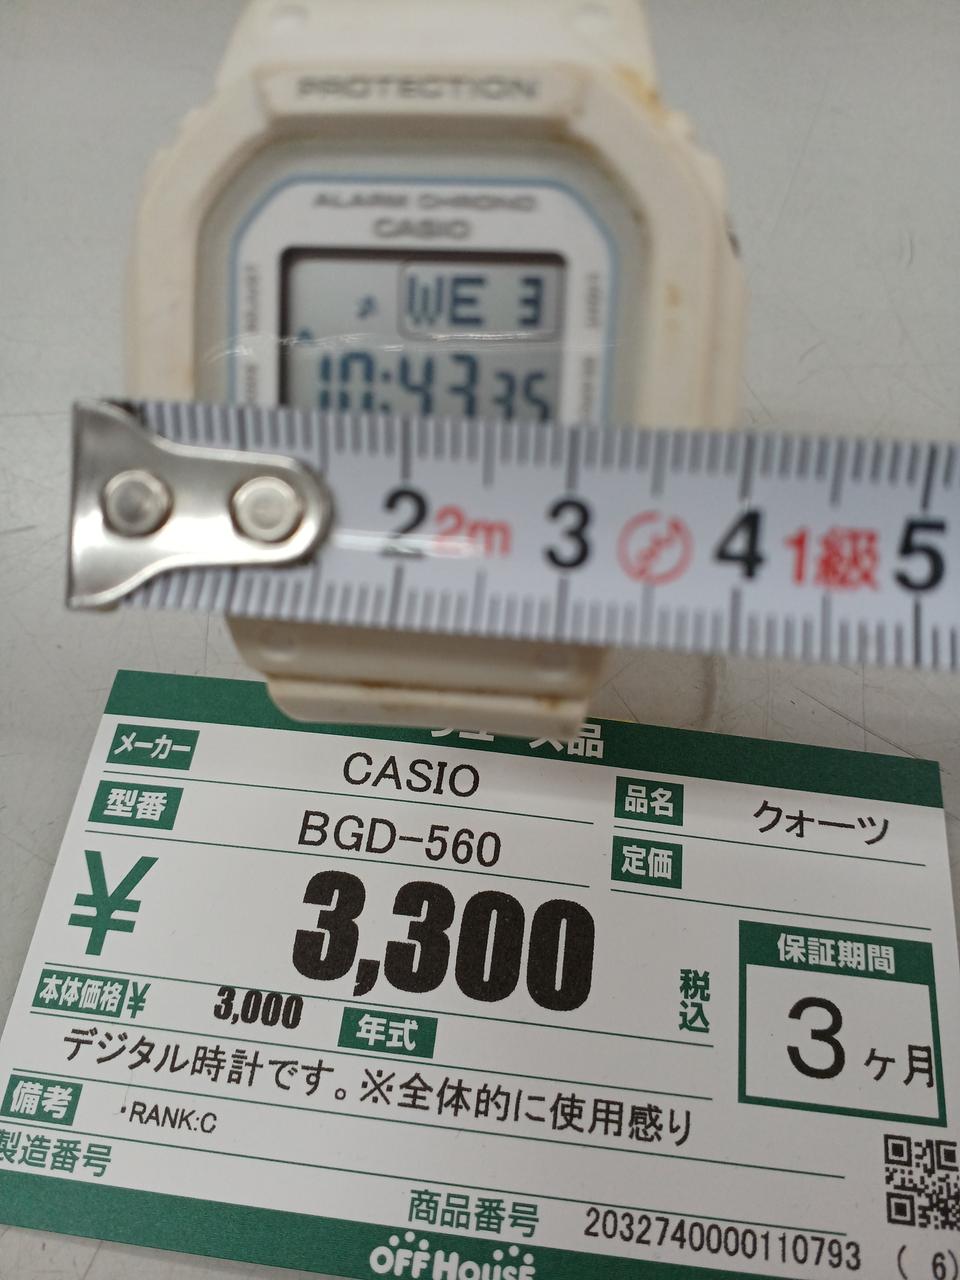 PROTECTION
ALARM CHRONO
CASIO
WE 3
10:43 35
2 2m 3 4 1級 5
メーカー CASIO
品名 クォーツ
型番 BGD-560
定価
¥ 3,300 税込
保証期間
3ヶ月
本体価格¥ 3,000 年式
デジタル時計です。※全体的に使用感り
備考 ・RANK:C
製造番号
商品番号 2032740000110793 ( 6)
OFF HOUSE